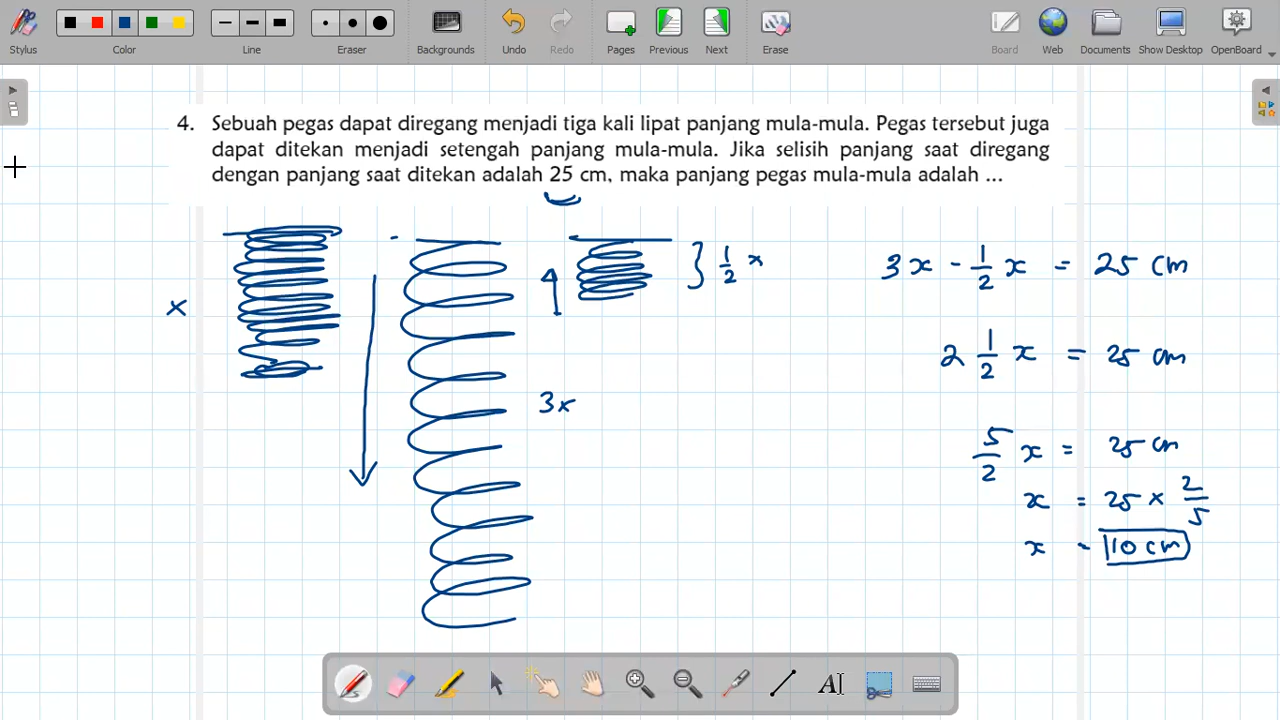 Stylus Color Line Eraser Backgrounds Undo Redo Pages Previous Next Erase Board Web Documents Show Desktop OpenBoard
4. Sebuah pegas dapat diregang menjadi tiga kali lipat panjang mula-mula. Pegas tersebut juga
dapat ditekan menjadi setengah panjang mula-mula. Jika selisih panjang saat diregang
dengan panjang saat ditekan adalah 25 cm, maka panjang pegas mula-mula adalah ...
x
3x
} 1/2 x
3x - 1/2 x = 25 cm
2 1/2 x = 25 cm
5/2 x = 25 cm
x = 25 × 2/5
x = 10 cm